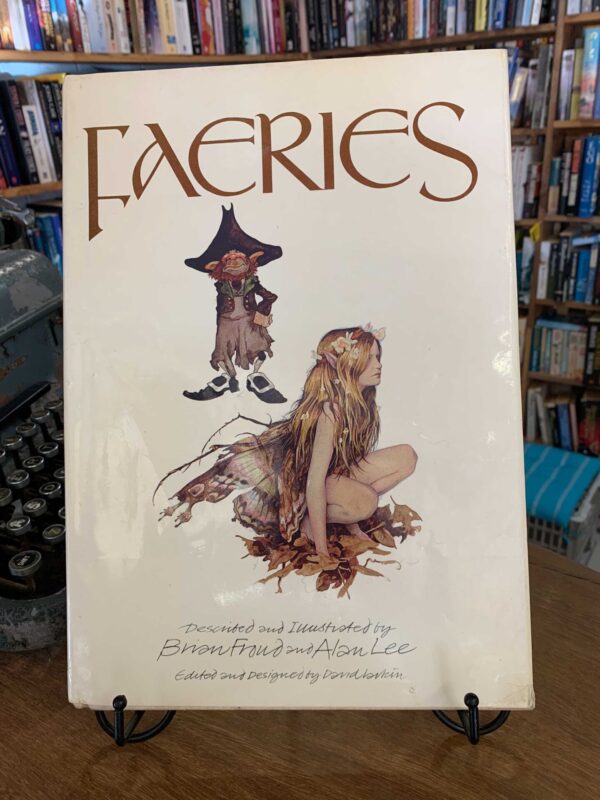 FAERIES
Described and Illustrated by
Brian Froud and Alan Lee
Edited and Designed by David Larkin